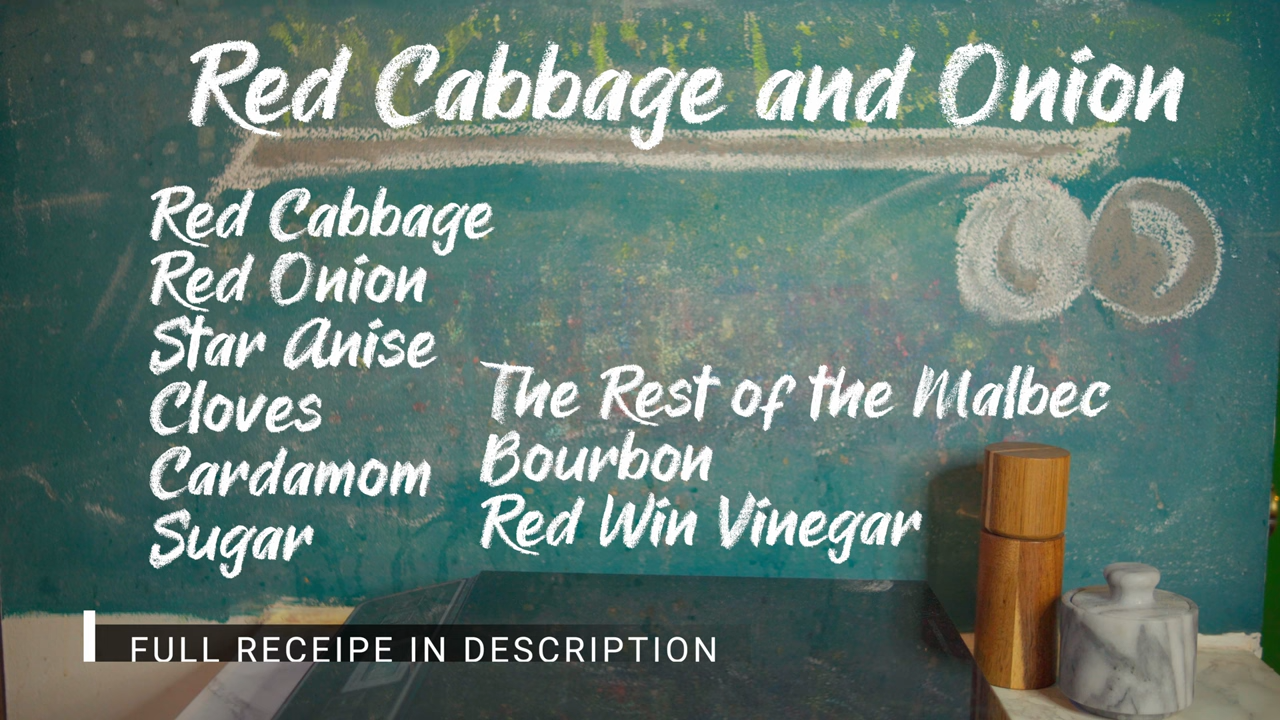 Red Cabbage and Onion
Red Cabbage
Red Onion
Star Anise
Cloves
Cardamom
Sugar
The Rest of the Malbec
Bourbon
Red Win Vinegar
FULL RECEIPE IN DESCRIPTION